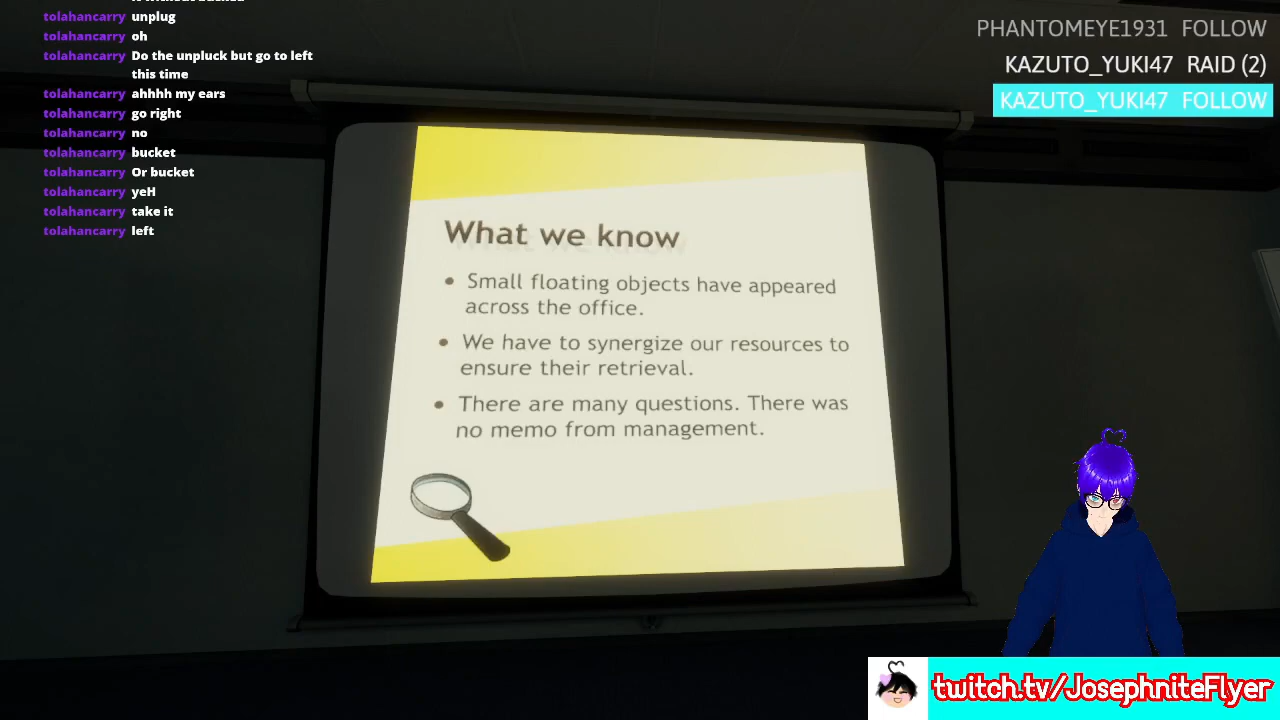 tolahancarry unplug
tolahancarry oh
tolahancarry Do the unpluck but go to left
this time
tolahancarry ahhhh my ears
tolahancarry go right
tolahancarry no
tolahancarry bucket
tolahancarry Or bucket
tolahancarry yeH
tolahancarry take it
tolahancarry left
PHANTOMEYE1931 FOLLOW
KAZUTO_YUKI47 RAID (2)
KAZUTO_YUKI47 FOLLOW
What we know
• Small floating objects have appeared
across the office.
• We have to synergize our resources to
ensure their retrieval.
• There are many questions. There was
no memo from management.
twitch.tv/JosephniteFlyer